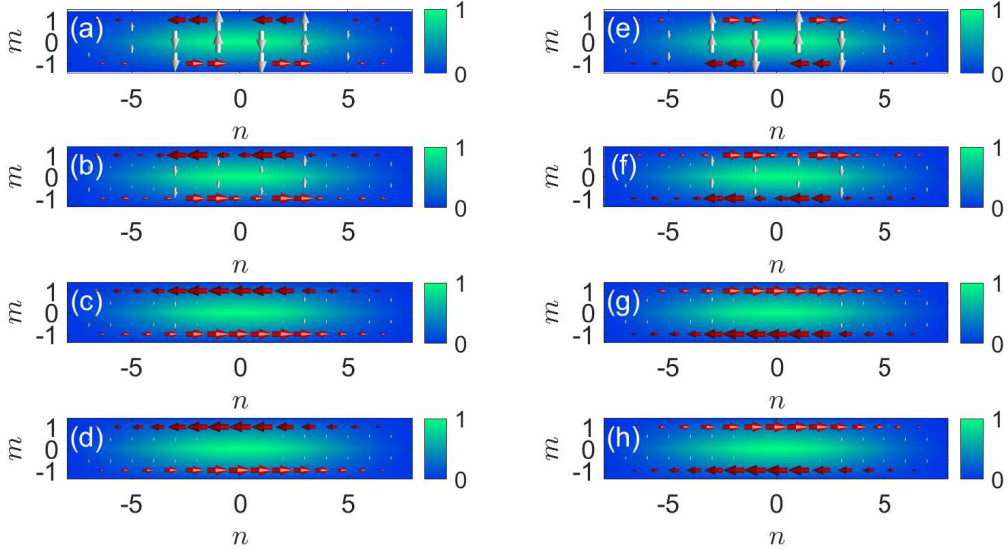 (a) m 1 0 -1 -5 0 5 n 1 0
(e) m 1 0 -1 -5 0 5 n 1 0
(b) m 1 0 -1 -5 0 5 n 1 0
(f) m 1 0 -1 -5 0 5 n 1 0
(c) m 1 0 -1 -5 0 5 n 1 0
(g) m 1 0 -1 -5 0 5 n 1 0
(d) m 1 0 -1 -5 0 5 n 1 0
(h) m 1 0 -1 -5 0 5 n 1 0